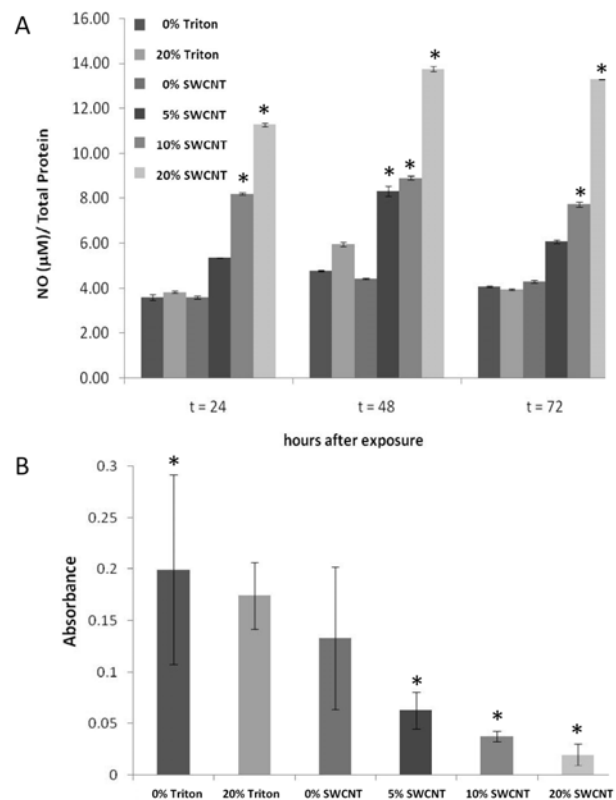 A
16.00
14.00
12.00
10.00
8.00
6.00
4.00
2.00
0.00
NO (µM)/ Total Protein
0% Triton
20% Triton
0% SWCNT
5% SWCNT
10% SWCNT
20% SWCNT
* * * * * * *
t = 24 t = 48 t = 72
hours after exposure
B
0.3
0.25
0.2
0.15
0.1
0.05
0
Absorbance
* * * *
0% Triton 20% Triton 0% SWCNT 5% SWCNT 10% SWCNT 20% SWCNT